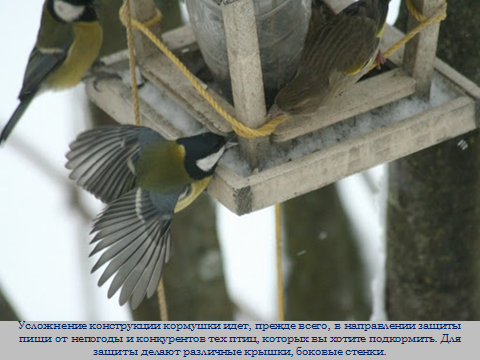 Усложнение конструкции кормушки идет, прежде всего, в направлении защиты
пищи от непогоды и конкурентов тех птиц, которых вы хотите подкормить. Для
защиты делают различные крышки, боковые стенки.